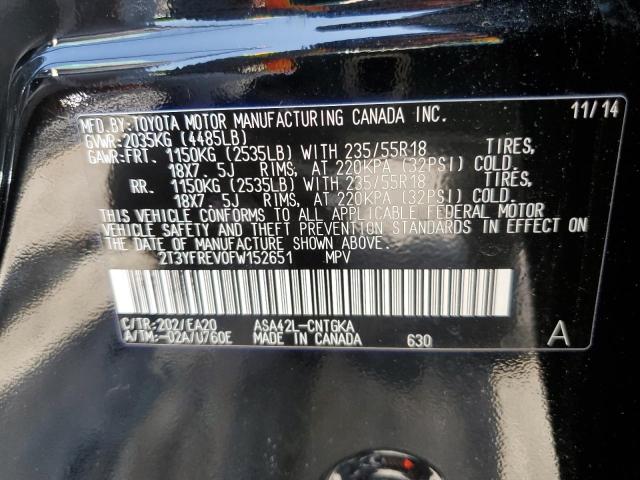 MFD.BY:TOYOTA MOTOR MANUFACTURING CANADA INC. 11/14
GVWR:2035KG (4485LB)
GAWR:FRT. 1150KG (2535LB) WITH 235/55R18 TIRES,
18X7. 5J RIMS, AT 220KPA (32PSI) COLD.
RR. 1150KG (2535LB) WITH 235/55R18 TIRES,
18X7. 5J RIMS, AT 220KPA (32PSI) COLD.
THIS VEHICLE CONFORMS TO ALL APPLICABLE FEDERAL MOTOR
VEHICLE SAFETY AND THEFT PREVENTION STANDARDS IN EFFECT ON
THE DATE OF MANUFACTURE SHOWN ABOVE.
2T3YFREV0FW152651 MPV
C/TR:202/EA20 ASA42L-CNTGKA
A/TM:-02A/U760E MADE IN CANADA 630 A